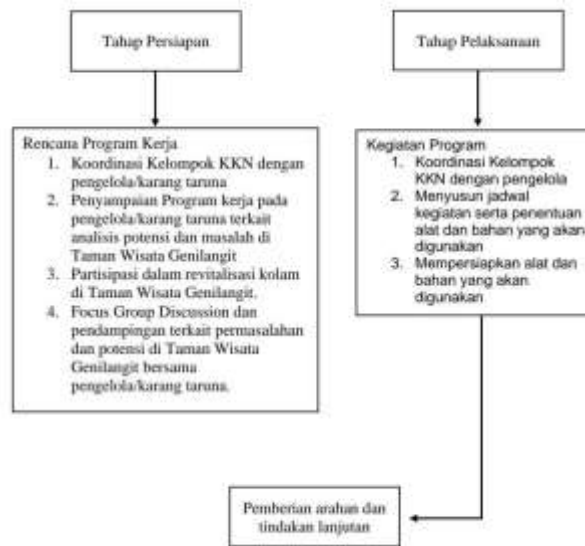 Tahap Persiapan
Tahap Pelaksanaan
Rencana Program Kerja
1. Koordinasi Kelompok KKN dengan
pengelola/karang taruna
2. Penyampaian Program kerja pada
pengelola/karang taruna terkait
analisis potensi dan masalah di
Taman Wisata Genilangit
3. Partisipasi dalam revitalisasi kolam
di Taman Wisata Genilangit.
4. Focus Group Discussion dan
pendampingan terkait permasalahan
dan potensi di Taman Wisata
Genilangit bersama
pengelola/karang taruna.
Kegiatan Program
1. Koordinasi Kelompok
KKN dengan pengelola
2. Menyusun jadwal
kegiatan serta penentuan
alat dan bahan yang akan
digunakan
3. Mempersiapkan alat dan
bahan yang akan
digunakan
Pemberian arahan dan
tindakan lanjutan